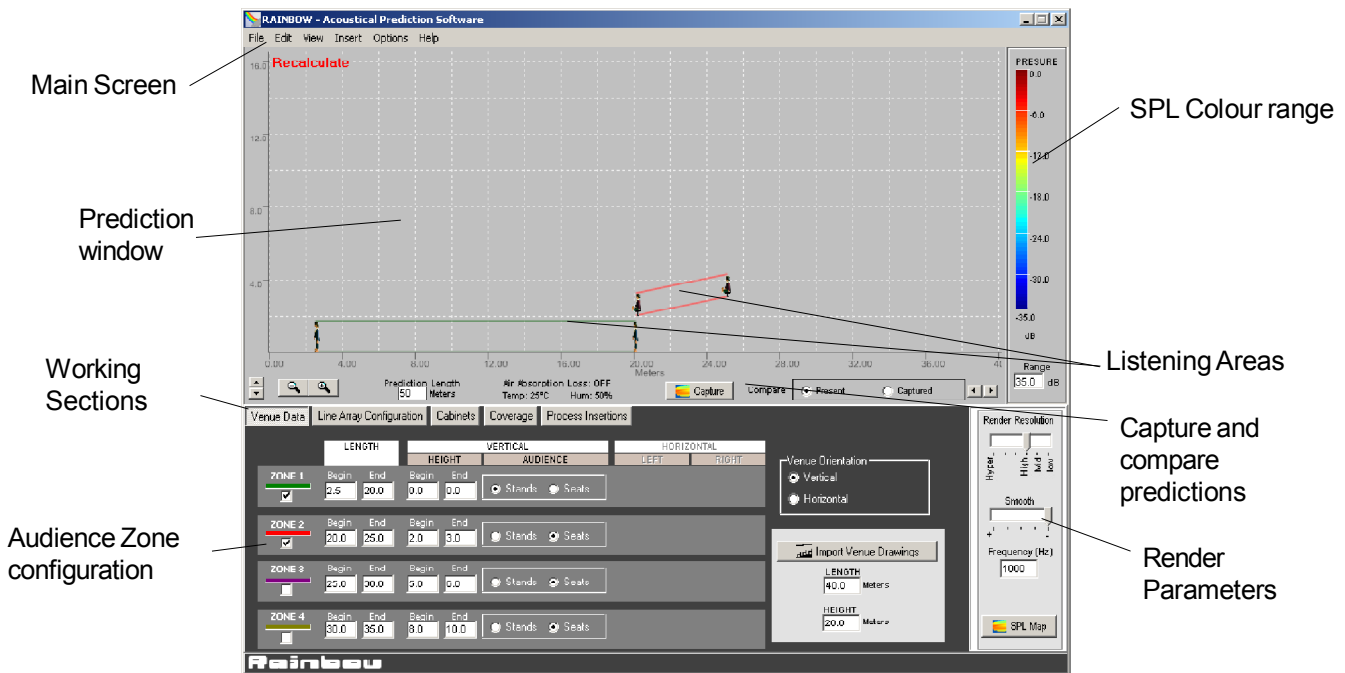 RAINBOW - Acoustical Prediction Software
File Edit View Insert Options Help
Main Screen
16.0 Recalculate
PRESURE
0.0
-6.0
SPL Colour range
12.0
-12.0
-18.0
Prediction
window
8.0
-24.0
4.0
-30.0
-35.0
dB
0.00 4.00 8.00 12.00 16.00 20.00 24.00 28.00 32.00 36.00 40
Meters
Listening Areas
Range
35.0 dB
Working
Sections
Prediction Length
50 Meters
Air Absorption Loss: OFF
Temp: 25°C Hum: 50%
Capture
Compare Present Captured
Venue Data Line Array Configuration Cabinets Coverage Process Insertions
Render Resolution
HyRes High Mid Low
Capture and
compare
predictions
LENGTH VERTICAL HORIZONTAL
HEIGHT AUDIENCE LEFT RIGHT
ZONE 1 Begin End Begin End
2.5 20.0 0.0 0.0 Stands Seats
Venue Orientation
Vertical
Horizontal
Smooth
+ -
Audience Zone
configuration
ZONE 2 Begin End Begin End
20.0 25.0 2.0 3.0 Stands Seats
Import Venue Drawings
LENGTH
40.0 Meters
HEIGHT
20.0 Meters
Frequency (Hz)
1000
Render
Parameters
ZONE 3 Begin End Begin End
25.0 30.0 5.0 Stands Seats
ZONE 4 Begin End Begin End
30.0 35.0 8.0 10.0 Stands Seats
SPL Map
Rainbow